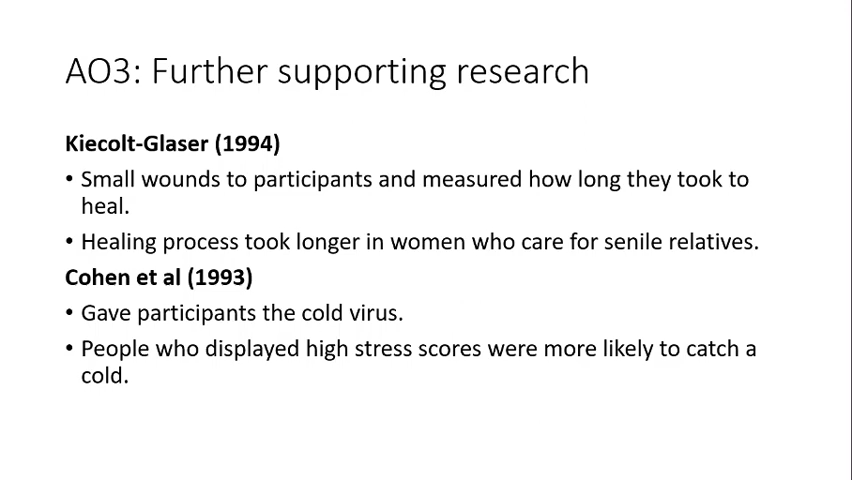 AO3: Further supporting research
Kiecolt-Glaser (1994)
• Small wounds to participants and measured how long they took to
heal.
• Healing process took longer in women who care for senile relatives.
Cohen et al (1993)
• Gave participants the cold virus.
• People who displayed high stress scores were more likely to catch a
cold.